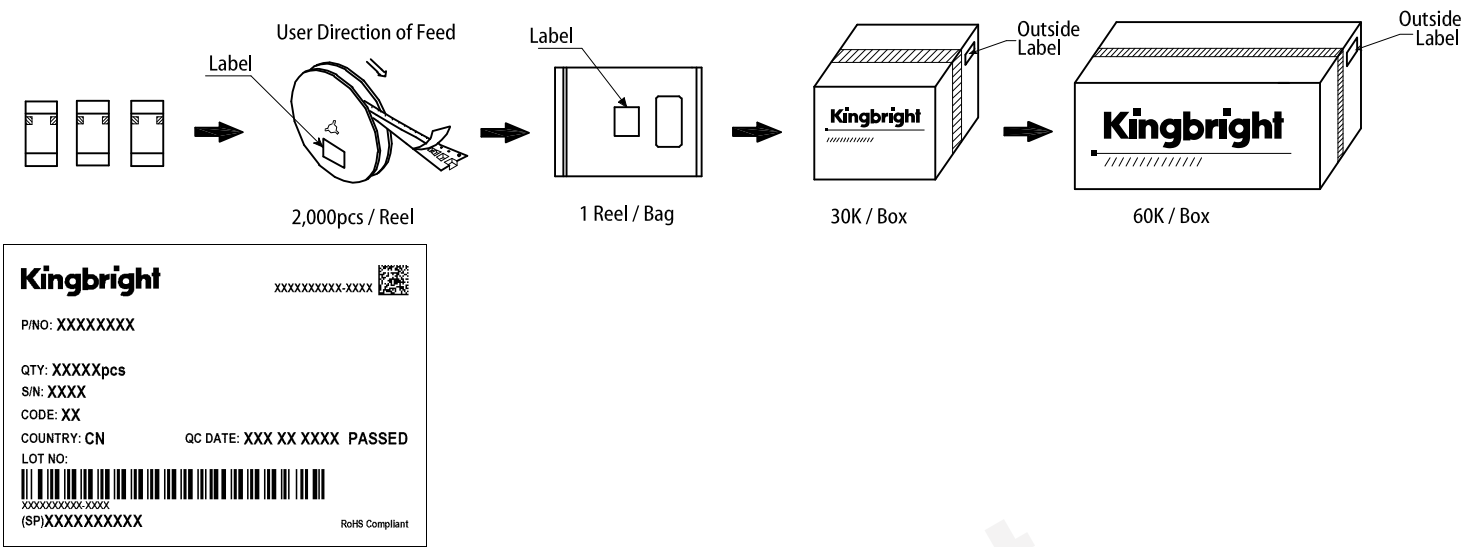 User Direction of Feed
Label
Label
Outside
Label
Outside
Label
Kingbright
Kingbright
2,000pcs / Reel
1 Reel / Bag
30K / Box
60K / Box
Kingbright
XXXXXXXXXX-XXXX
P/NO: XXXXXXXX
QTY: XXXXXpcs
S/N: XXXX
CODE: XX
COUNTRY: CN QC DATE: XXX XX XXXX PASSED
LOT NO:
XXXXXXXXXX-XXXX
(SP)XXXXXXXXXX RoHS Compliant